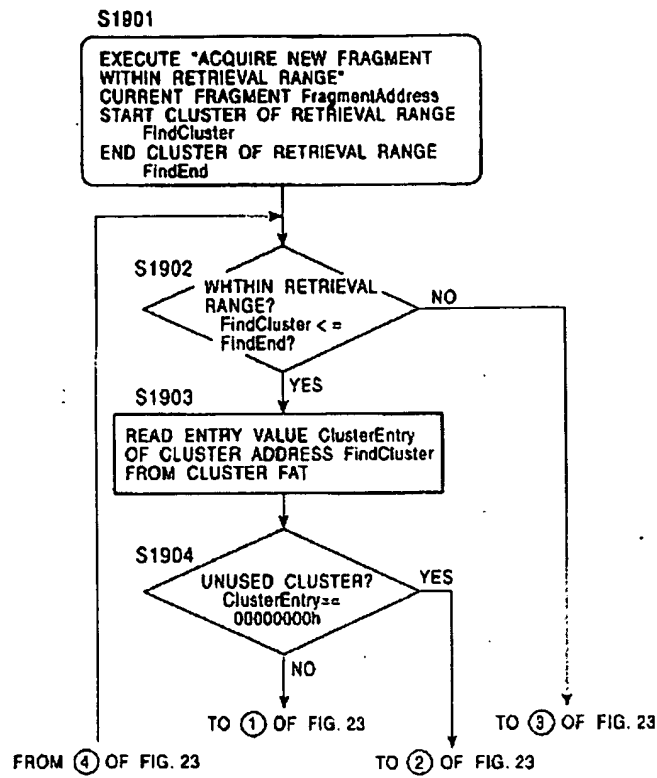 S1901
EXECUTE "ACQUIRE NEW FRAGMENT
WITHIN RETRIEVAL RANGE"
CURRENT FRAGMENT FragmentAddress
START CLUSTER OF RETRIEVAL RANGE
FindCluster
END CLUSTER OF RETRIEVAL RANGE
FindEnd
S1902
WHTHIN RETRIEVAL
RANGE?
FindCluster <=
FindEnd?
NO
YES
S1903
READ ENTRY VALUE ClusterEntry
OF CLUSTER ADDRESS FindCluster
FROM CLUSTER FAT
S1904
UNUSED CLUSTER?
ClusterEntry==
00000000h
YES
NO
TO 1 OF FIG. 23
TO 3 OF FIG. 23
FROM 4 OF FIG. 23
TO 2 OF FIG. 23